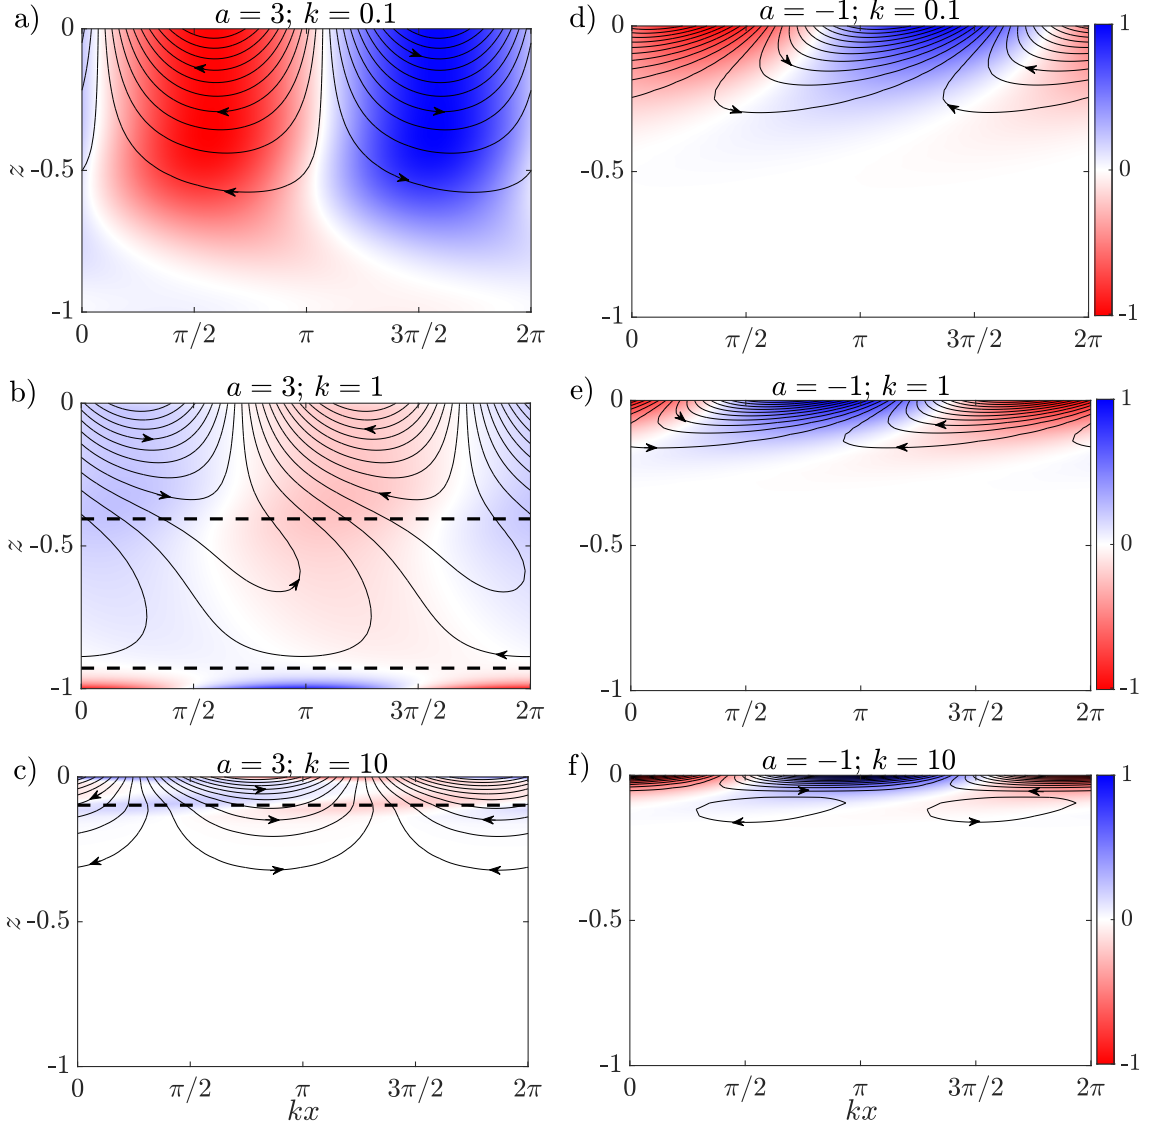 a) a = 3; k = 0.1
0
z -0.5
-1
0 π/2 π 3π/2 2π
d) a = −1; k = 0.1
0
-0.5
-1
0 π/2 π 3π/2 2π
1
0
-1
b) a = 3; k = 1
0
z -0.5
-1
0 π/2 π 3π/2 2π
e) a = −1; k = 1
0
-0.5
-1
0 π/2 π 3π/2 2π
1
0
-1
c) a = 3; k = 10
0
z -0.5
-1
0 π/2 π 3π/2 2π
kx
f) a = −1; k = 10
0
-0.5
-1
0 π/2 π 3π/2 2π
kx
1
0
-1